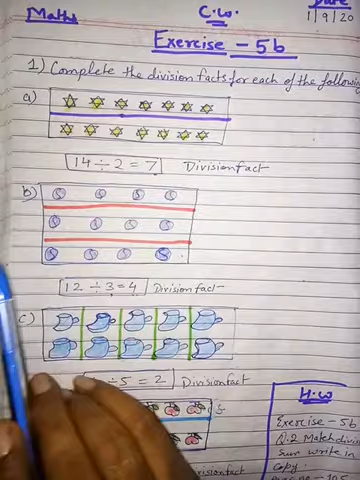 Maths
C.W.
Date
1/9/20
Exercise - 5b
1) Complete the division facts for each of the following
a)
14 ÷ 2 = 7 Division fact
b)
12 ÷ 3 = 4 Division fact
c)
÷ 5 = 2 Division fact
H.W
Exercise - 5b
Q.2 Match divi
sum write in
copy.